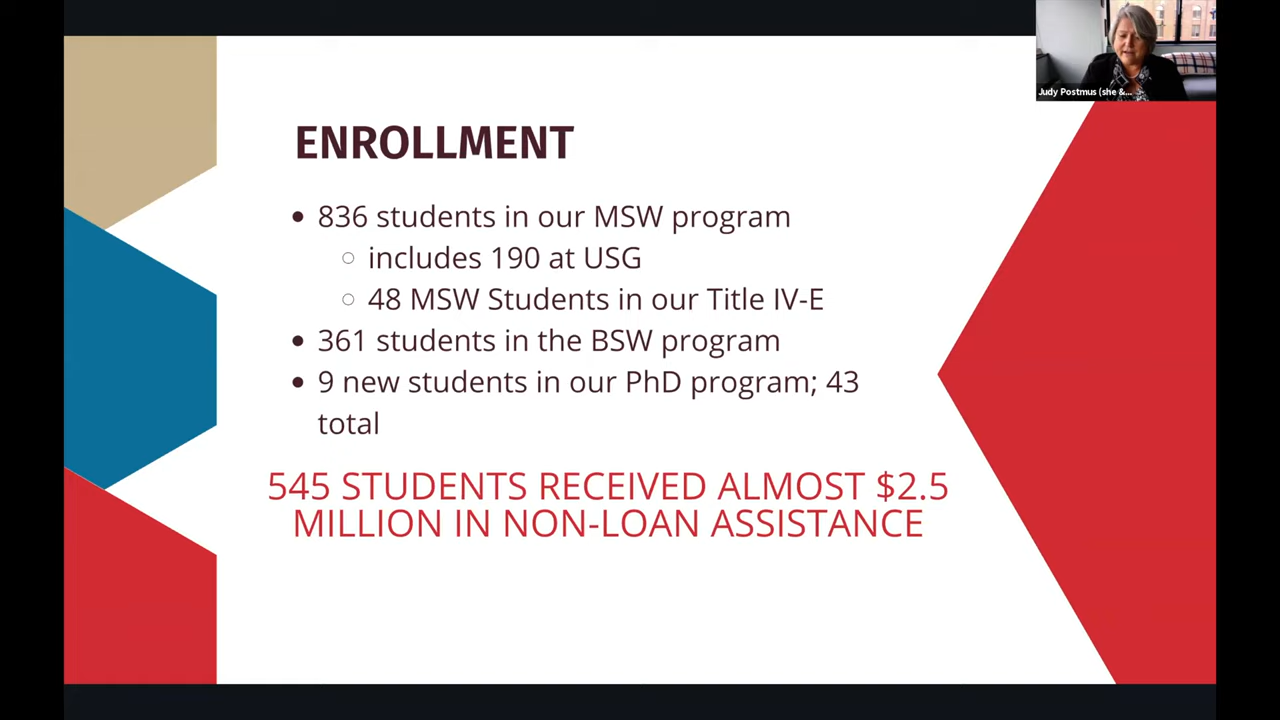 Judy Postmus (she &...
ENROLLMENT
• 836 students in our MSW program
○ includes 190 at USG
○ 48 MSW Students in our Title IV-E
• 361 students in the BSW program
• 9 new students in our PhD program; 43
total
545 STUDENTS RECEIVED ALMOST $2.5
MILLION IN NON-LOAN ASSISTANCE